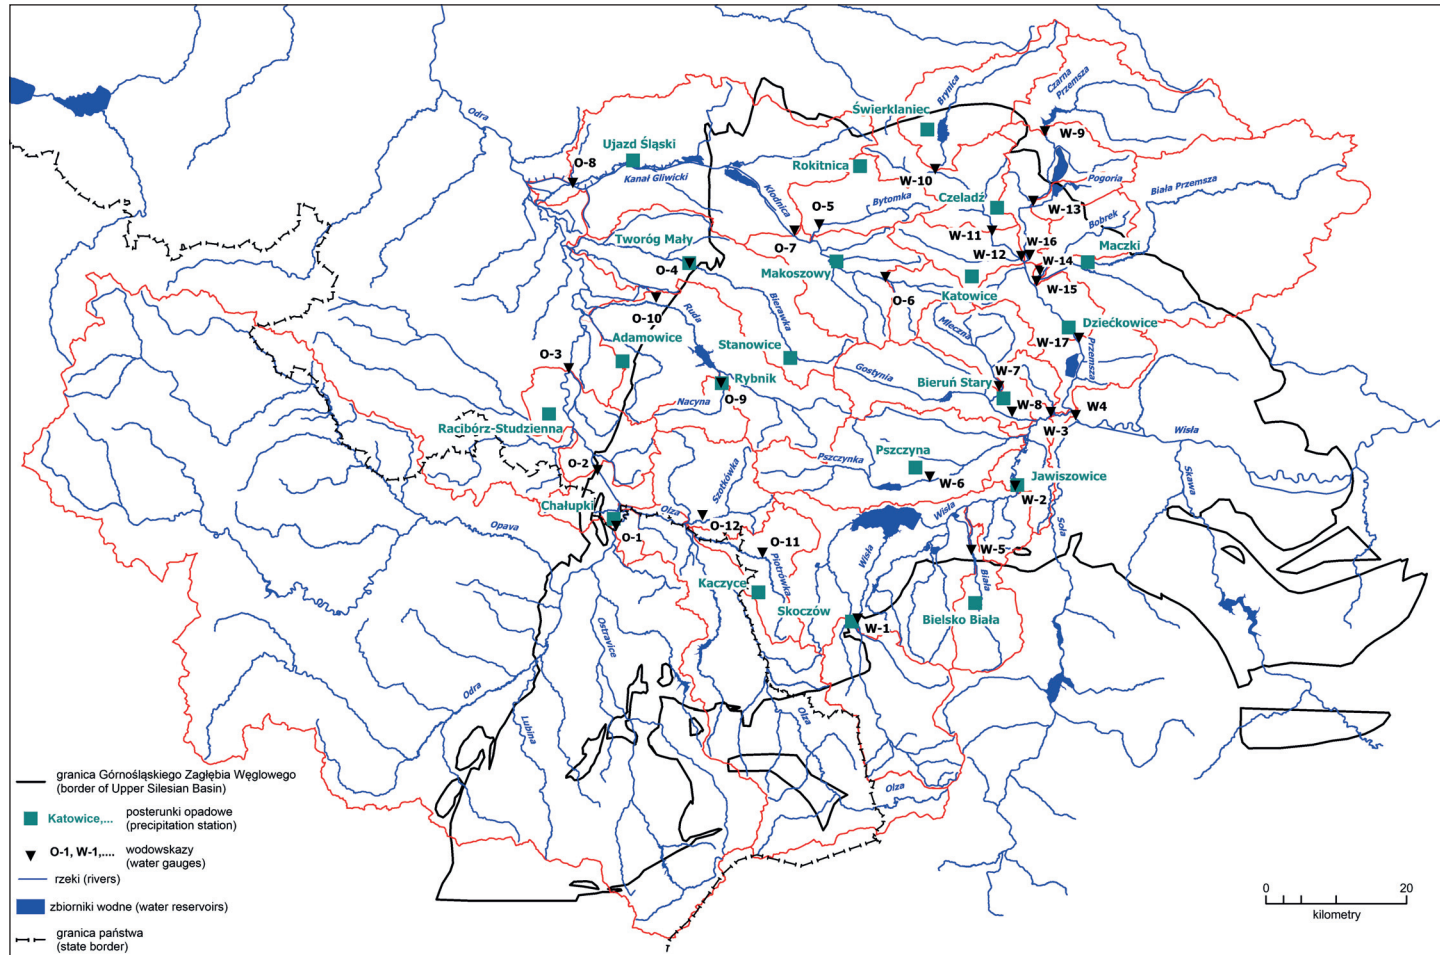 Odra
Brynica
Czarna
Przemsza
Świerklaniec
W-9
Ujazd Śląski
O-8
Rokitnica
Kanał Gliwicki
W-10
Pogoria
Biała Przemsza
Kłodnica
Bytomka
Czeladź
W-13
O-5
Bobrek
W-11
O-7
Tworóg Mały
W-16
Maczki
W-12
W-14
O-4
Makoszowy
Katowice
W-15
O-6
Bierawka
O-10
Ruda
Mleczna
Dziećkowice
Adamowice
Stanowice
W-17
Przemsza
O-3
Gostynia
W-7
Rybnik
Bieruń Stary
O-9
Nacyna
W-8
W4
Racibórz-Studzienna
W-3
Wisła
Pszczyna
Pszczynka
O-2
W-6
Skawa
Jawiszowice
Szotkówka
W-2
Chałupki
Olza
Wisła
Soła
Opava
O-12
O-1
O-11
W-5
Wisła
Piotrówka
Biała
Kaczyce
Skoczów
Bielsko Biała
W-1
Ostravice
Odra
Olza
Lubina
Olza
granica Górnośląskiego Zagłębia Węglowego
(border of Upper Silesian Basin)
Katowice,...
posterunki opadowe
(precipitation station)
O-1, W-1,....
wodowskazy
(water gauges)
rzeki (rivers)
zbiorniki wodne (water reservoirs)
granica państwa
(state border)
0
20
kilometry